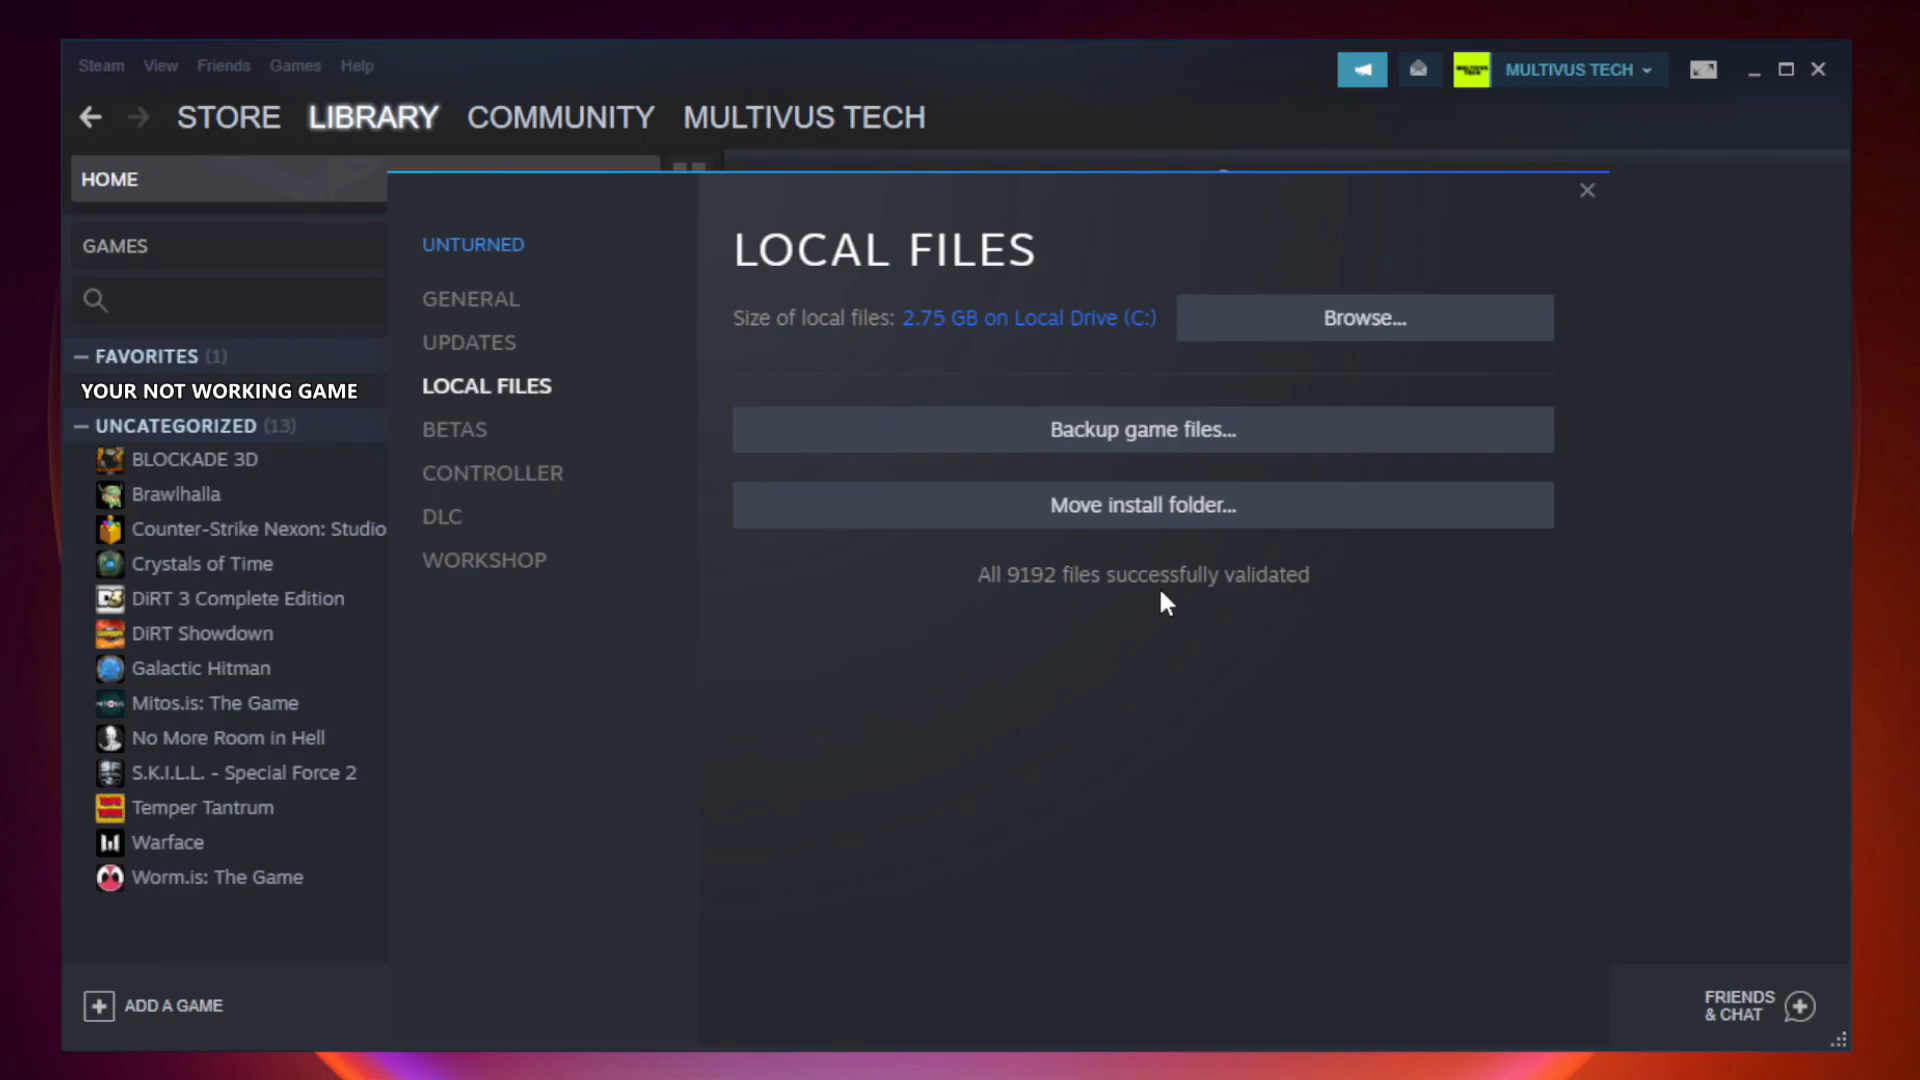 Steam View Friends Games Help
MULTIVUS TECH
STORE LIBRARY COMMUNITY MULTIVUS TECH
HOME
GAMES
FAVORITES (1)
YOUR NOT WORKING GAME
UNCATEGORIZED (13)
BLOCKADE 3D
Brawlhalla
Counter-Strike Nexon: Studio
Crystals of Time
DiRT 3 Complete Edition
DiRT Showdown
Galactic Hitman
Mitos.is: The Game
No More Room in Hell
S.K.I.L.L. - Special Force 2
Temper Tantrum
Warface
Worm.is: The Game
ADD A GAME
UNTURNED
GENERAL
UPDATES
LOCAL FILES
BETAS
CONTROLLER
DLC
WORKSHOP
LOCAL FILES
Size of local files: 2.75 GB on Local Drive (C:) Browse...
Backup game files...
Move install folder...
All 9192 files successfully validated
FRIENDS
& CHAT